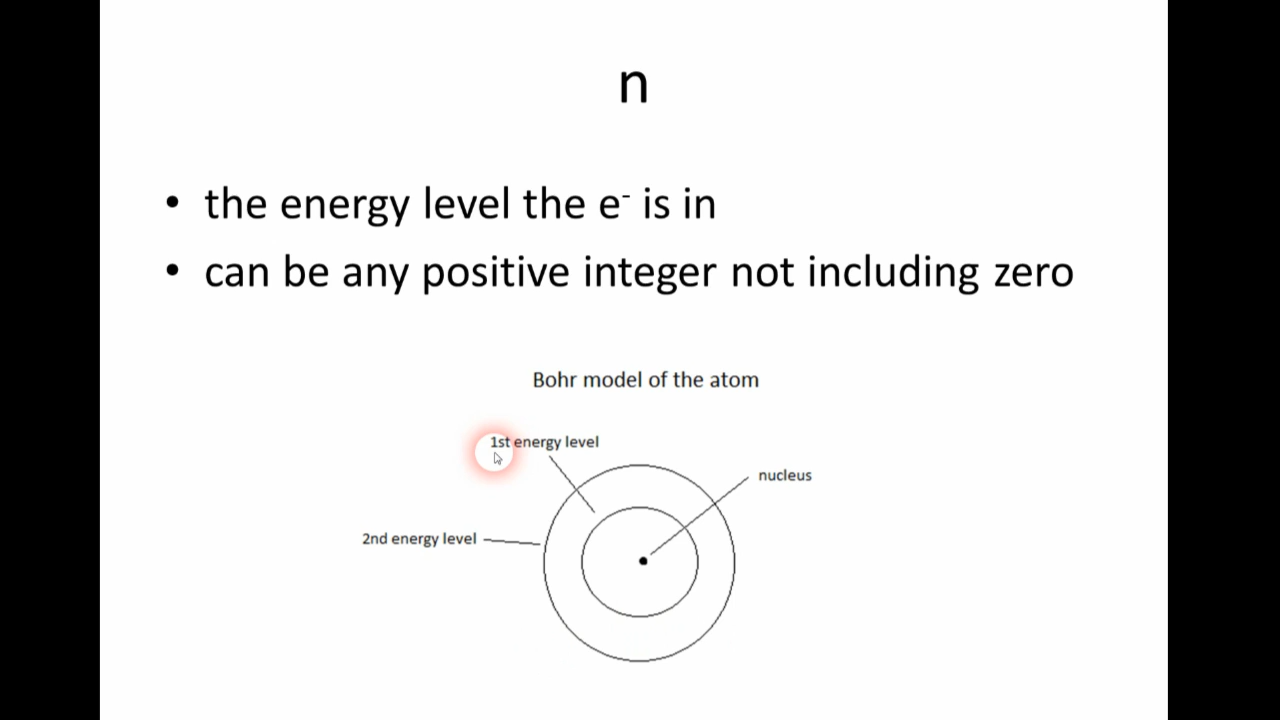 n
• the energy level the e⁻ is in
• can be any positive integer not including zero
Bohr model of the atom
1st energy level
nucleus
2nd energy level